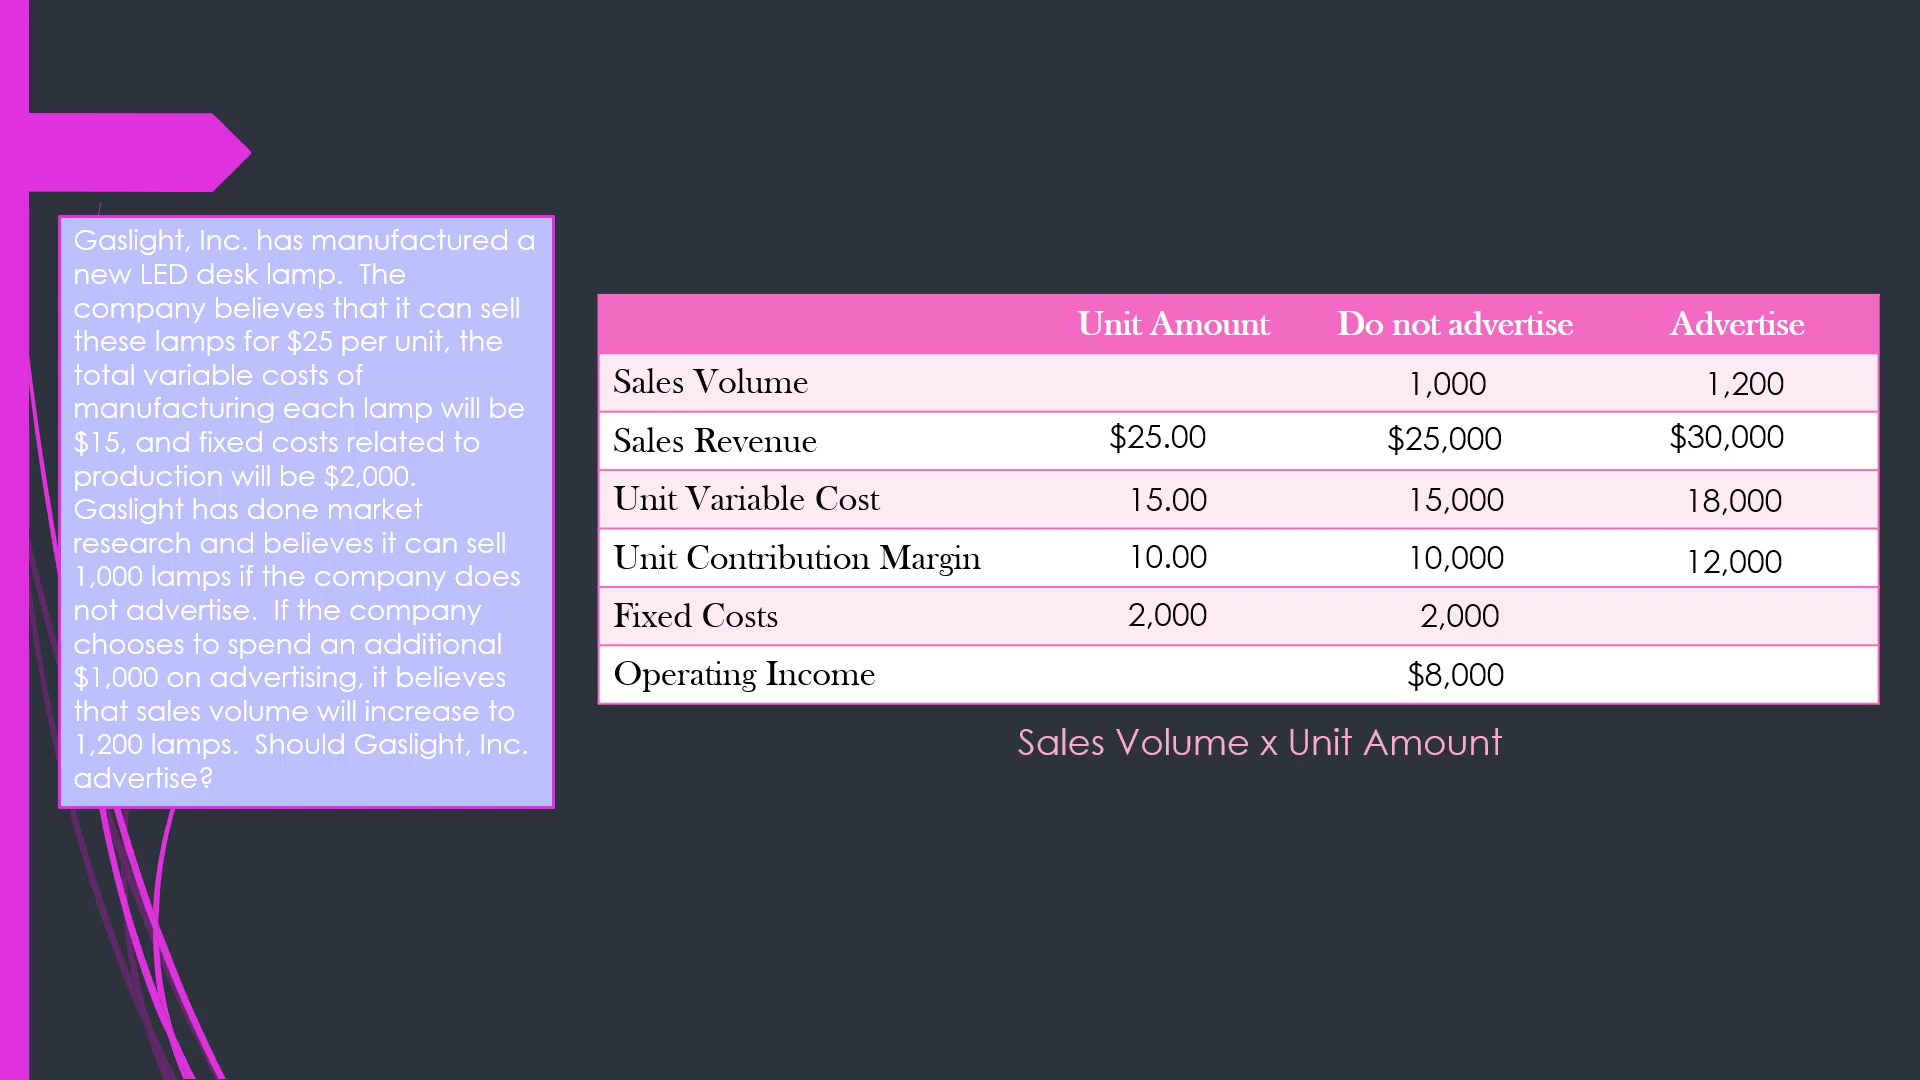 Gaslight, Inc. has manufactured a
new LED desk lamp.  The
company believes that it can sell
these lamps for $25 per unit, the
total variable costs of
manufacturing each lamp will be
$15, and fixed costs related to
production will be $2,000.
Gaslight has done market
research and believes it can sell
1,000 lamps if the company does
not advertise.  If the company
chooses to spend an additional
$1,000 on advertising, it believes
that sales volume will increase to
1,200 lamps.  Should Gaslight, Inc.
advertise?
Unit Amount Do not advertise Advertise
Sales Volume 1,000 1,200
Sales Revenue $25.00 $25,000 $30,000
Unit Variable Cost 15.00 15,000 18,000
Unit Contribution Margin 10.00 10,000 12,000
Fixed Costs 2,000 2,000
Operating Income $8,000
Sales Volume x Unit Amount